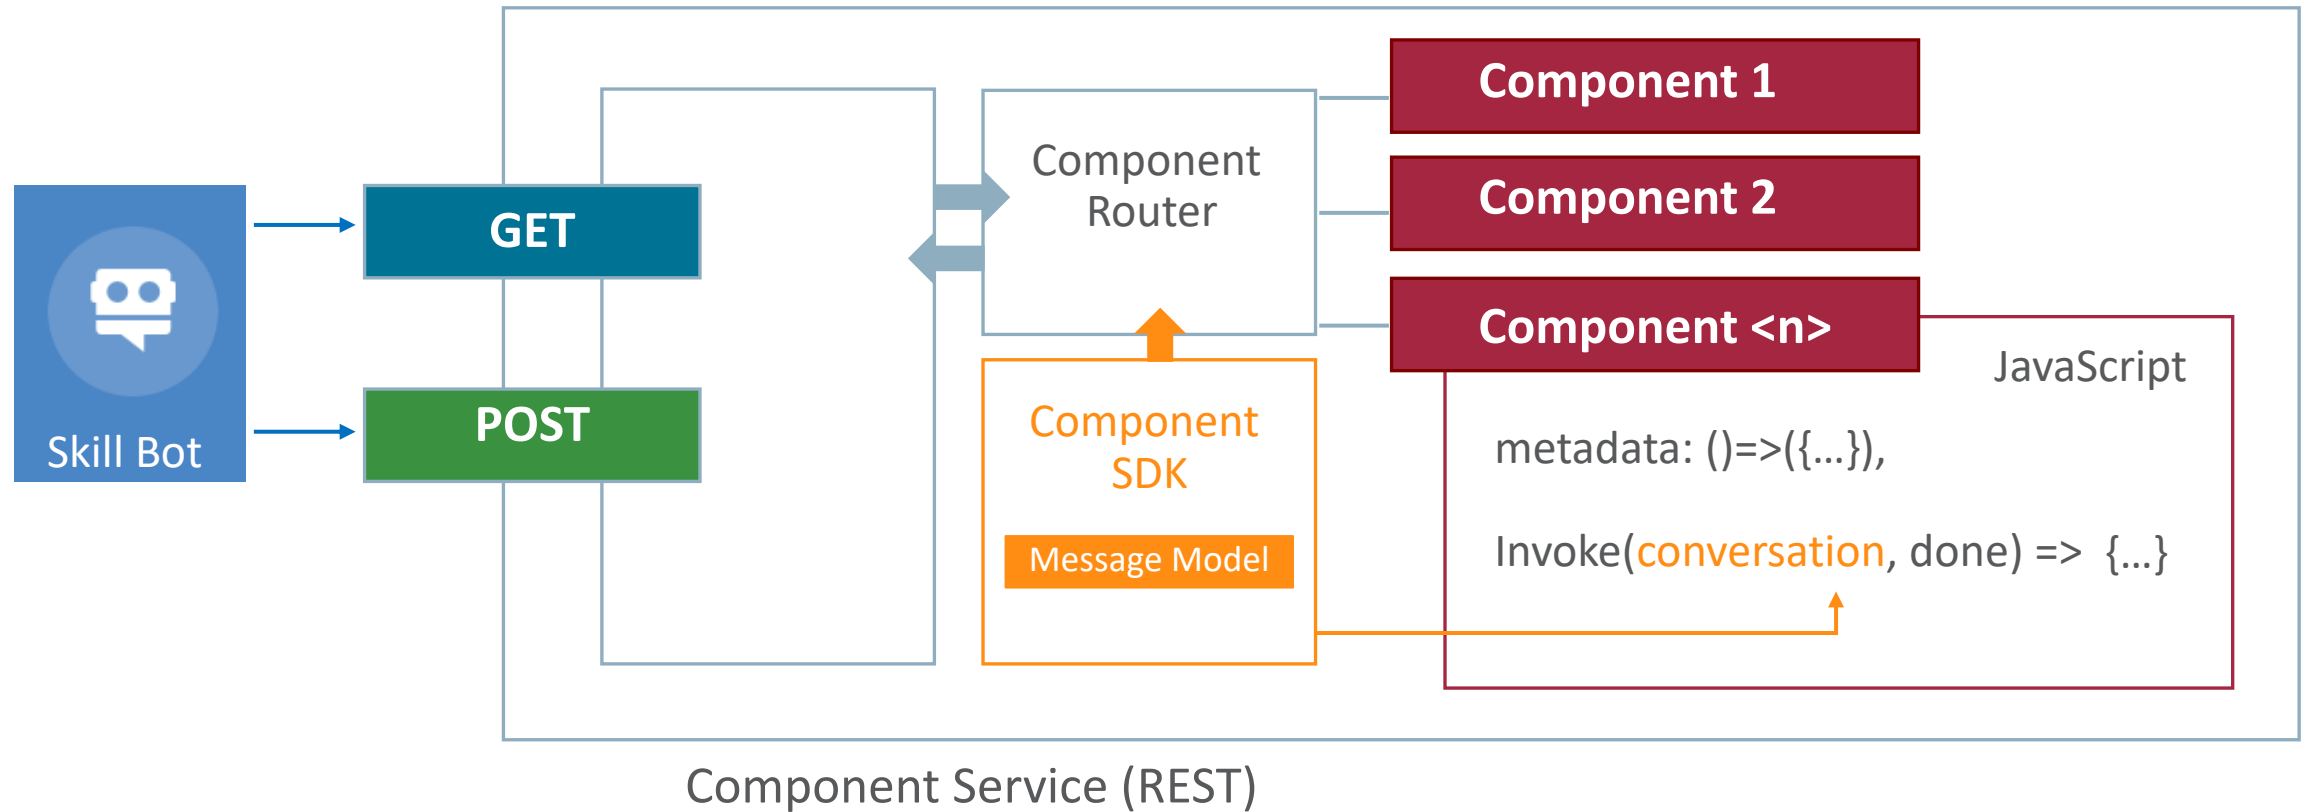 Skill Bot
GET
POST
Component
Router
Component
SDK
Message Model
Component 1
Component 2
Component <n>
JavaScript
metadata: ()=>({...}),
Invoke(conversation, done) => {...}
Component Service (REST)